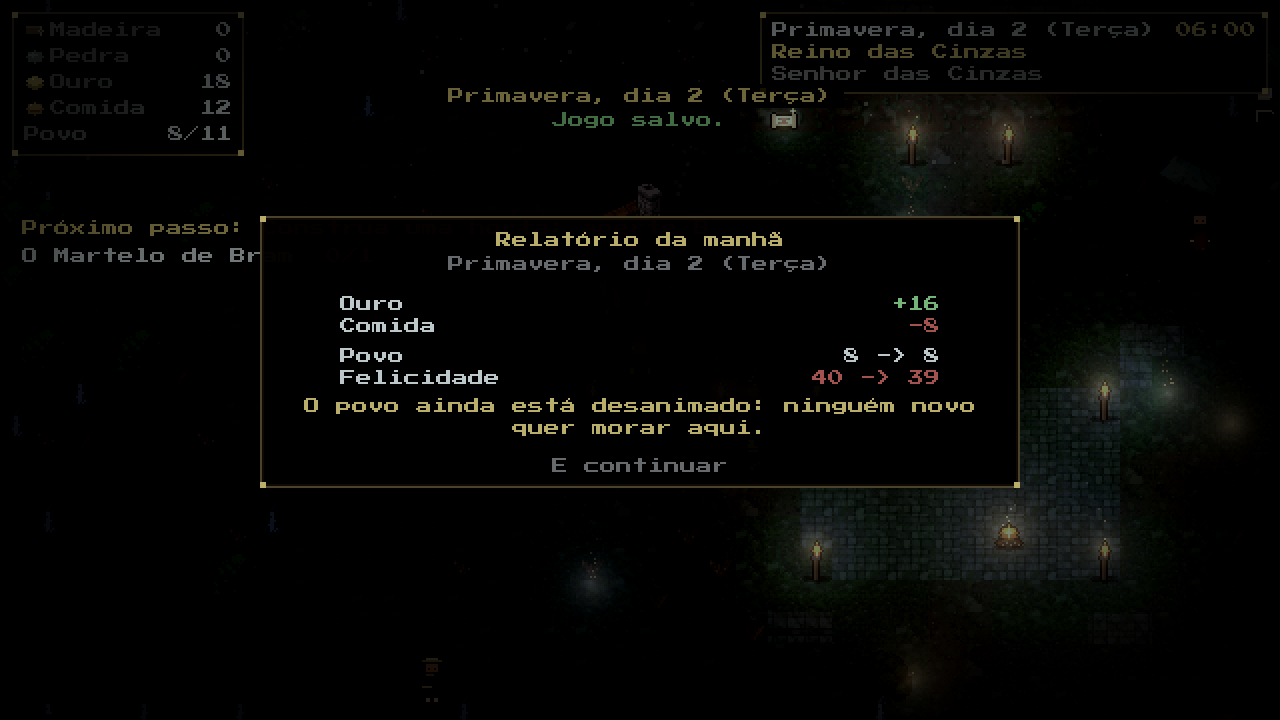 Madeira 0
Pedra 0
Ouro 18
Comida 12
Povo 8/11
Primavera, dia 2 (Terça) 06:00
Reino das Cinzas
Senhor das Cinzas
Primavera, dia 2 (Terça)
Jogo salvo.
Próximo passo:
O Martelo de Br
Relatório da manhã
Primavera, dia 2 (Terça)
Ouro +16
Comida -8
Povo 8 -> 8
Felicidade 40 -> 39
O povo ainda está desanimado: ninguém novo
quer morar aqui.
E continuar